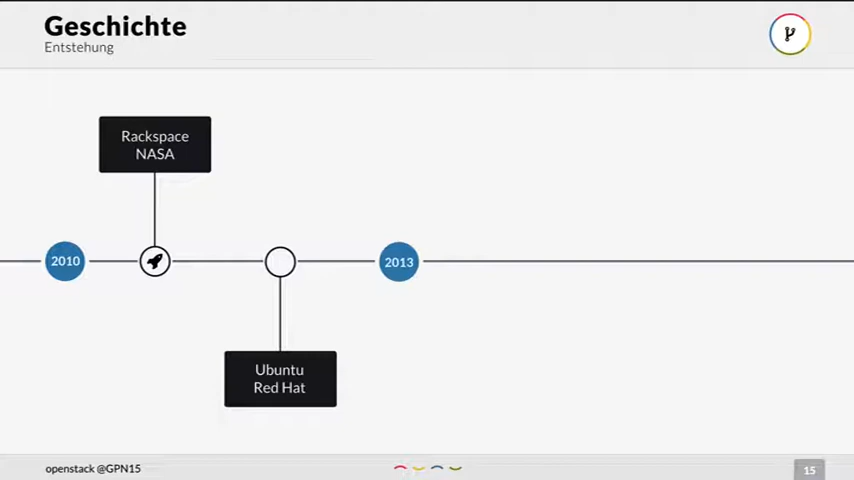 Geschichte
Entstehung
Rackspace
NASA
2010
2013
Ubuntu
Red Hat
openstack @GPN15
15